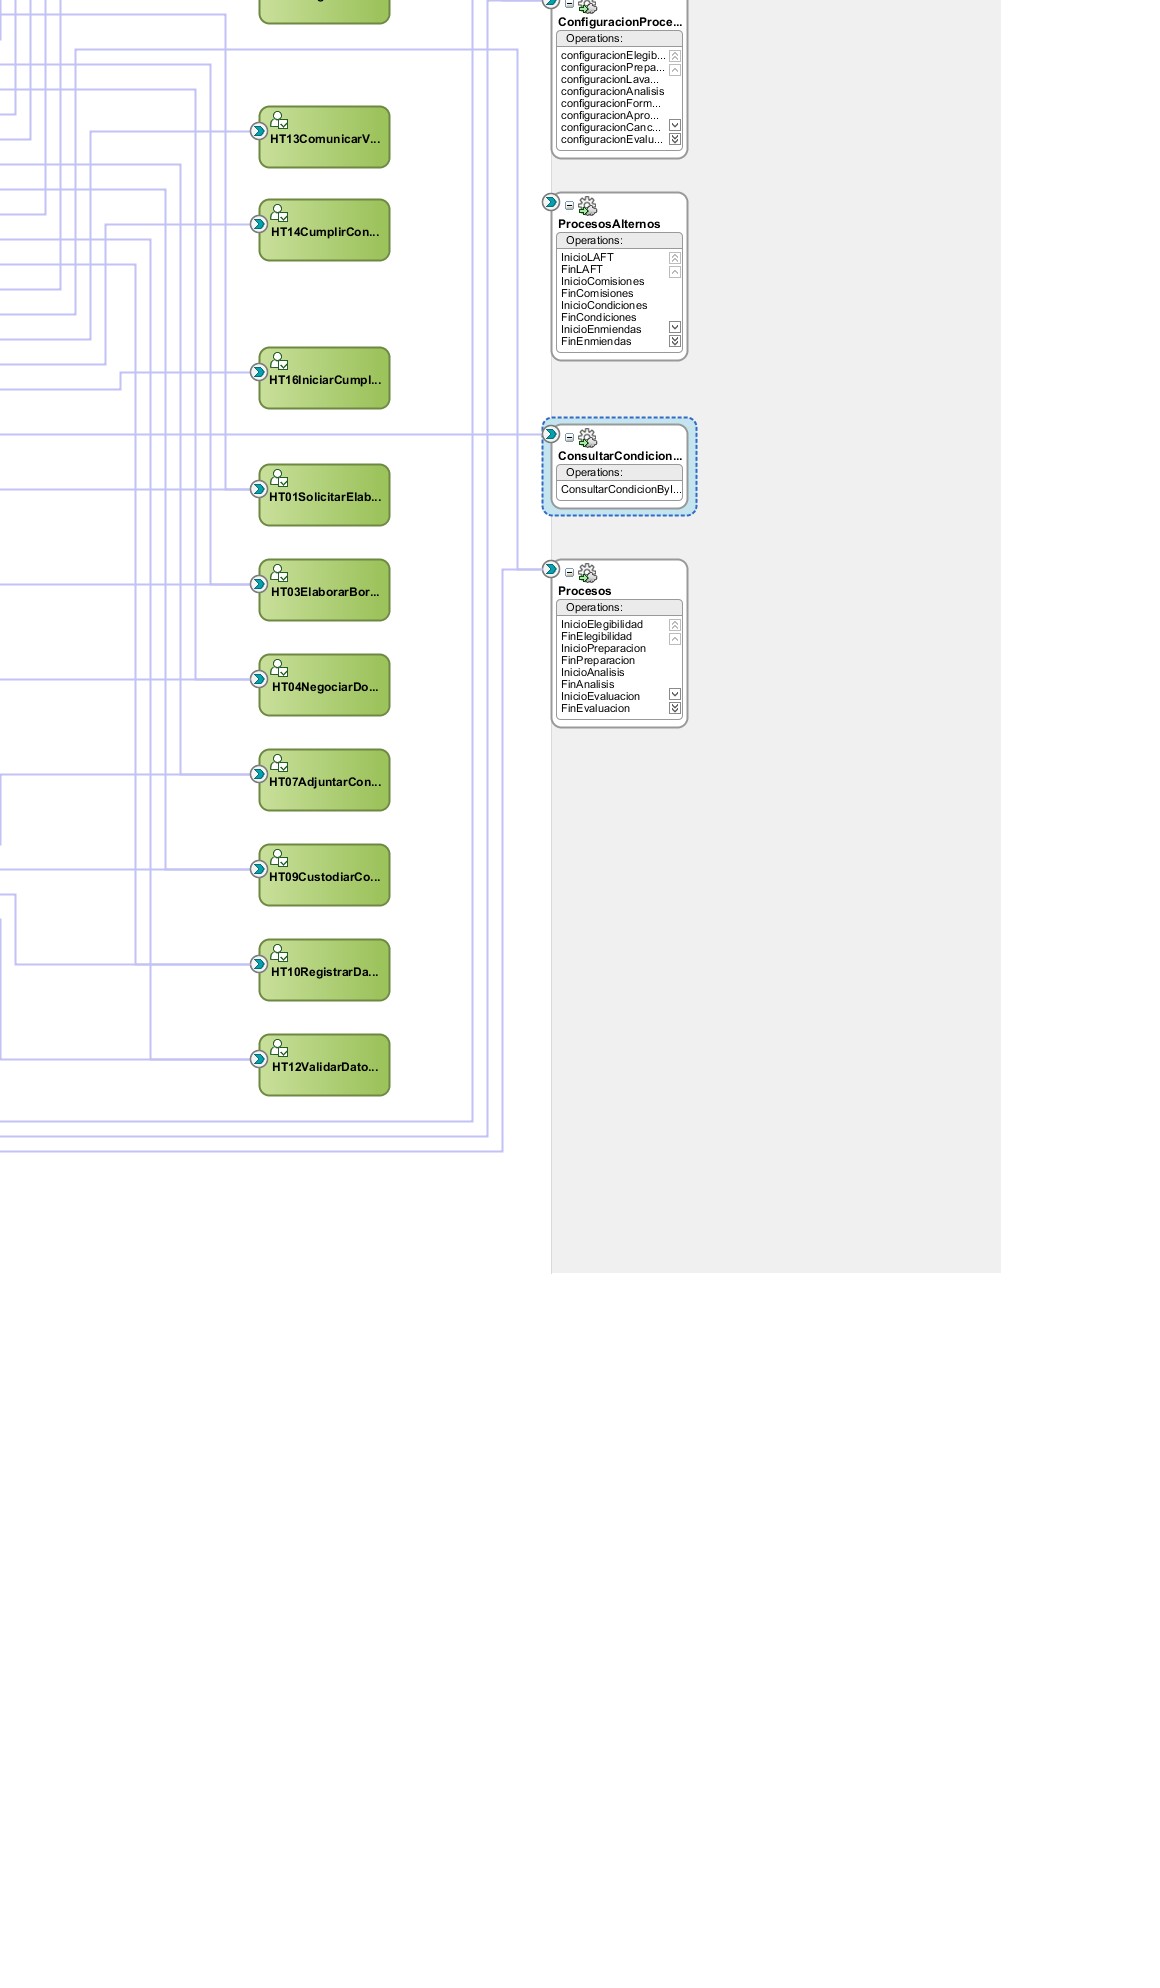 ConfiguracionProce...
Operations:
configuracionElegib...
configuracionPrepa...
configuracionLava...
configuracionAnalisis
configuracionForm...
configuracionApro...
configuracionCanc...
configuracionEvalu...
HT13ComunicarV...
ProcesosAlternos
Operations:
InicioLAFT
FinLAFT
InicioComisiones
FinComisiones
InicioCondiciones
FinCondiciones
InicioEnmiendas
FinEnmiendas
HT14CumplirCon...
HT16IniciarCumpl...
ConsultarCondicion...
Operations:
ConsultarCondicionByI...
HT01SolicitarElab...
HT03ElaborarBor...
Procesos
Operations:
InicioElegibilidad
FinElegibilidad
InicioPreparacion
FinPreparacion
InicioAnalisis
FinAnalisis
InicioEvaluacion
FinEvaluacion
HT04NegociarDo...
HT07AdjuntarCon...
HT09CustodiarCo...
HT10RegistrarDa...
HT12ValidarDato...